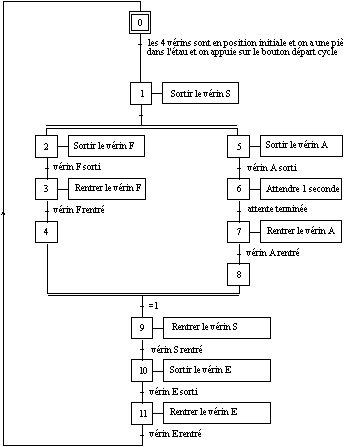 0
les 4 vérins sont en position initiale et on a une piè
dans l'étau et on appuie sur le bouton départ cycle
1 Sortir le vérin S
2 Sortir le vérin F
5 Sortir le vérin A
vérin F sorti
vérin A sorti
3 Rentrer le vérin F
6 Attendre 1 seconde
vérin F rentré
attente terminée
4
7 Rentrer le vérin A
vérin A rentré
8
=1
9 Rentrer le vérin S
vérin S rentré
10 Sortir le vérin E
vérin E sorti
11 Rentrer le vérin E
vérin E rentré